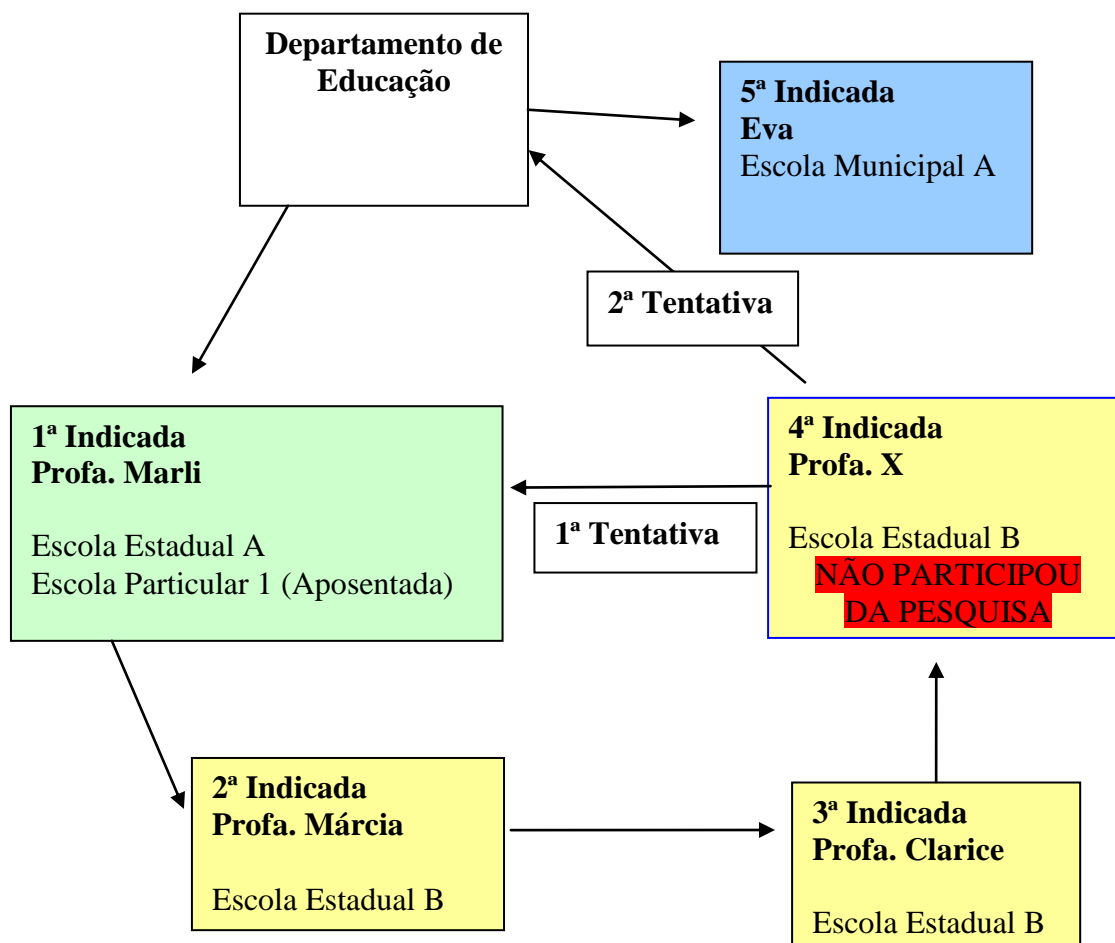 Departamento de
Educação
5ª Indicada
Eva
Escola Municipal A
2ª Tentativa
1ª Indicada
Profa. Marli
Escola Estadual A
Escola Particular 1 (Aposentada)
1ª Tentativa
4ª Indicada
Profa. X
Escola Estadual B
NÃO PARTICIPOU
DA PESQUISA
2ª Indicada
Profa. Márcia
Escola Estadual B
3ª Indicada
Profa. Clarice
Escola Estadual B